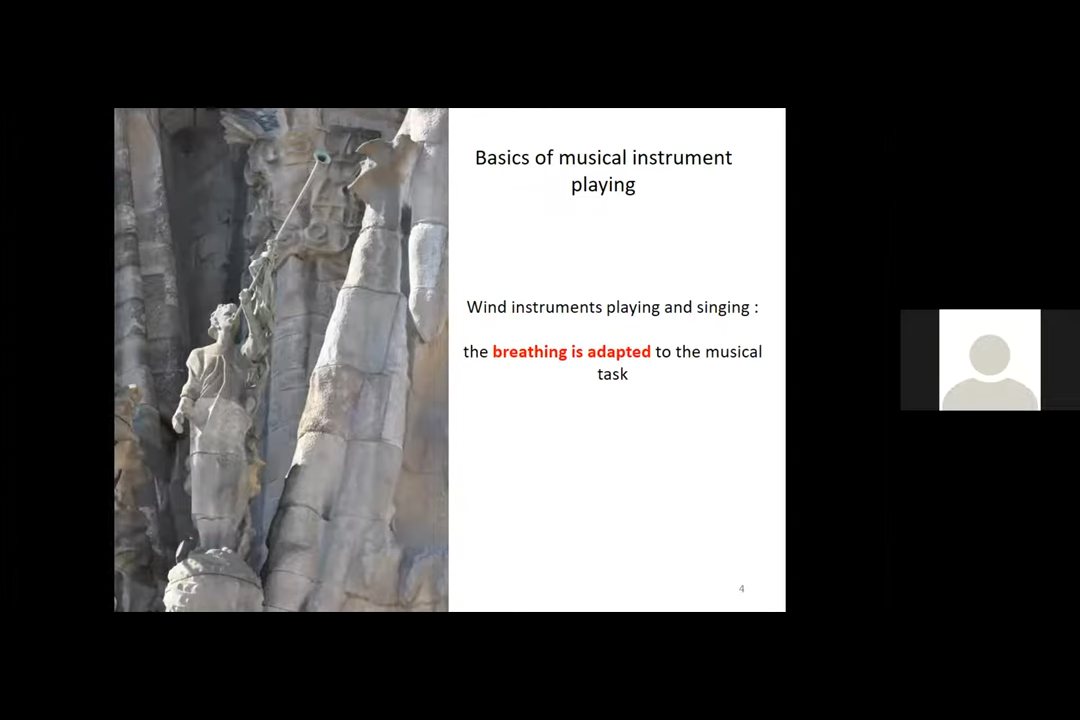 Basics of musical instrument
playing
Wind instruments playing and singing :
the breathing is adapted to the musical
task
4